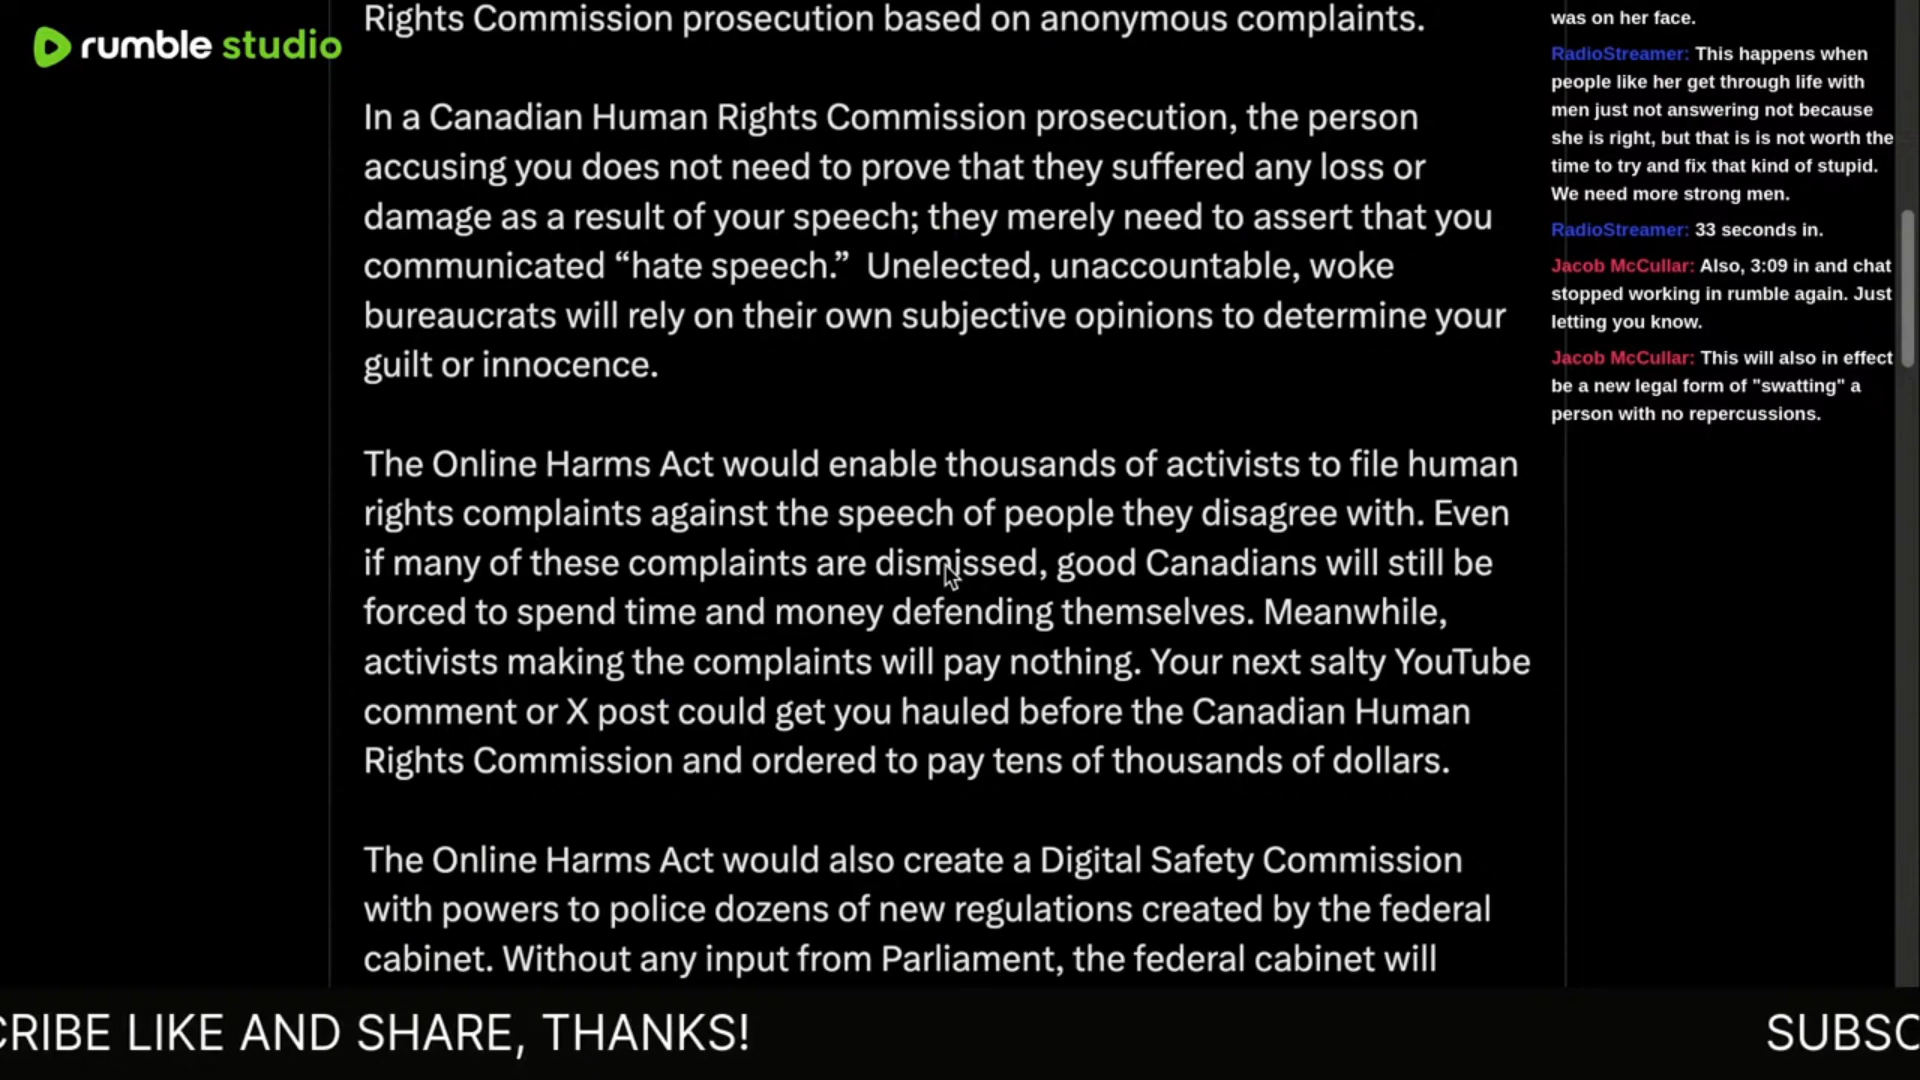 rumble studio
Rights Commission prosecution based on anonymous complaints.
In a Canadian Human Rights Commission prosecution, the person
accusing you does not need to prove that they suffered any loss or
damage as a result of your speech; they merely need to assert that you
communicated “hate speech.”  Unelected, unaccountable, woke
bureaucrats will rely on their own subjective opinions to determine your
guilt or innocence.
The Online Harms Act would enable thousands of activists to file human
rights complaints against the speech of people they disagree with. Even
if many of these complaints are dismissed, good Canadians will still be
forced to spend time and money defending themselves. Meanwhile,
activists making the complaints will pay nothing. Your next salty YouTube
comment or X post could get you hauled before the Canadian Human
Rights Commission and ordered to pay tens of thousands of dollars.
The Online Harms Act would also create a Digital Safety Commission
with powers to police dozens of new regulations created by the federal
cabinet. Without any input from Parliament, the federal cabinet will
was on her face.
RadioStreamer: This happens when
people like her get through life with
men just not answering not because
she is right, but that is is not worth the
time to try and fix that kind of stupid.
We need more strong men.
RadioStreamer: 33 seconds in.
Jacob McCullar: Also, 3:09 in and chat
stopped working in rumble again. Just
letting you know.
Jacob McCullar: This will also in effect
be a new legal form of "swatting" a
person with no repercussions.
CRIBE LIKE AND SHARE, THANKS! SUBSC